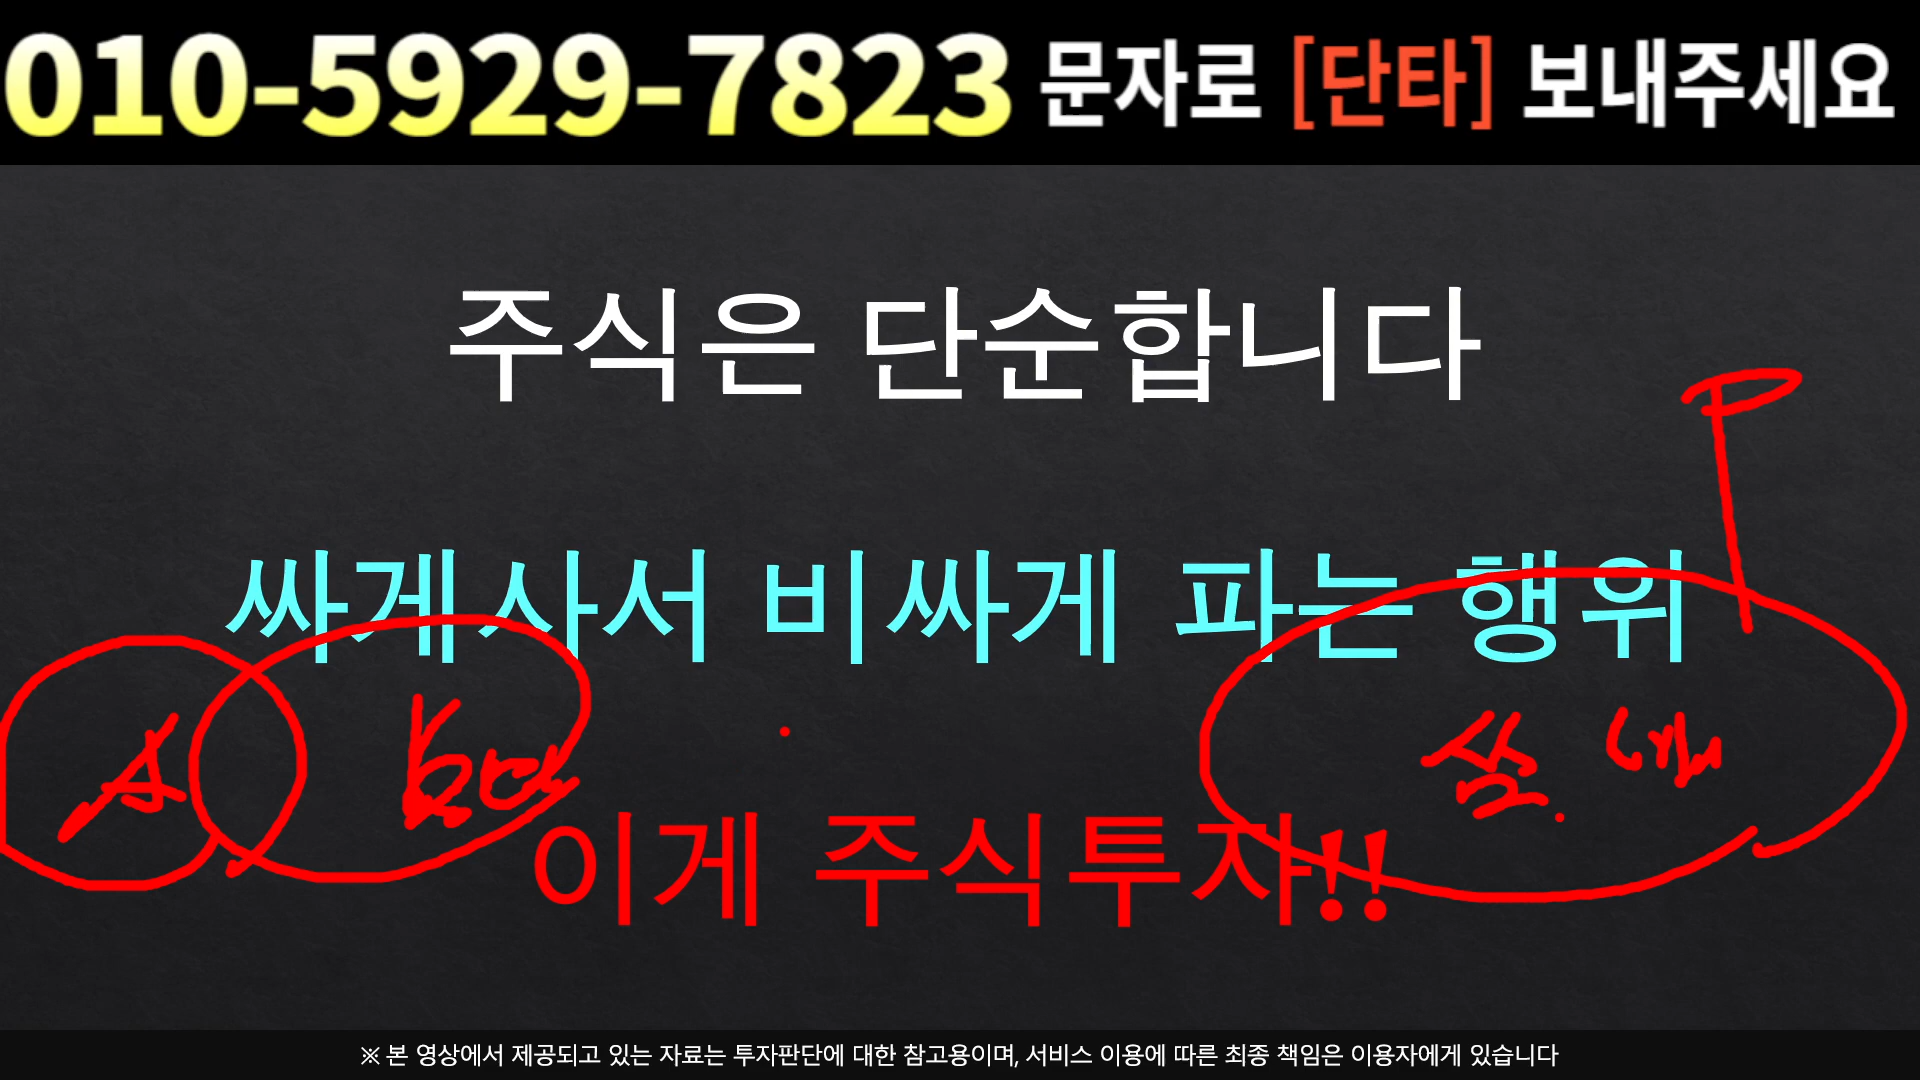 010-5929-7823 문자로 [단타] 보내주세요
주식은 단순합니다
싸게사서 비싸게 파는 행위
이게 주식투자!!
※ 본 영상에서 제공되고 있는 자료는 투자판단에 대한 참고용이며, 서비스 이용에 따른 최종 책임은 이용자에게 있습니다